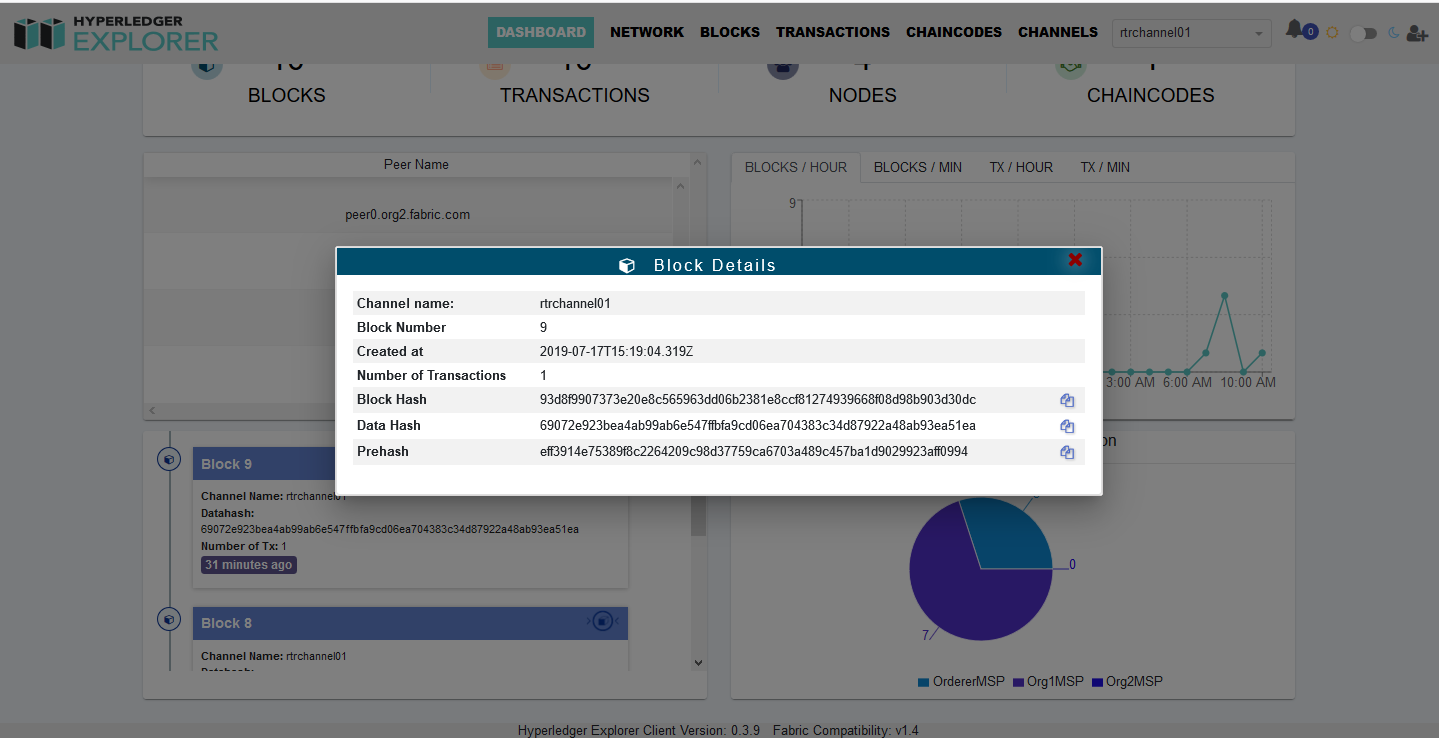 HYPERLEDGER
EXPLORER
DASHBOARD NETWORK BLOCKS TRANSACTIONS CHAINCODES CHANNELS rtrchannel01 0
BLOCKS TRANSACTIONS NODES CHAINCODES
Peer Name
BLOCKS / HOUR BLOCKS / MIN TX / HOUR TX / MIN
peer0.org2.fabric.com
9
Block Details
Channel name: rtrchannel01
Block Number 9
Created at 2019-07-17T15:19:04.319Z
Number of Transactions 1
Block Hash 93d8f9907373e20e8c565963dd06b2381e8ccf81274939668f08d98b903d30dc
Data Hash 69072e923bea4ab99ab6e547ffbfa9cd06ea704383c34d87922a48ab93ea51ea
Prehash eff3914e75389f8c2264209c98d37759ca6703a489c457ba1d9029923aff0994
3:00 AM 6:00 AM 10:00 AM
Block 9
Channel Name: rtrchannel01
Datahash:
69072e923bea4ab99ab6e547ffbfa9cd06ea704383c34d87922a48ab93ea51ea
Number of Tx: 1
31 minutes ago
Block 8
Channel Name: rtrchannel01
0
7
OrdererMSP Org1MSP Org2MSP
Hyperledger Explorer Client Version: 0.3.9 Fabric Compatibility: v1.4